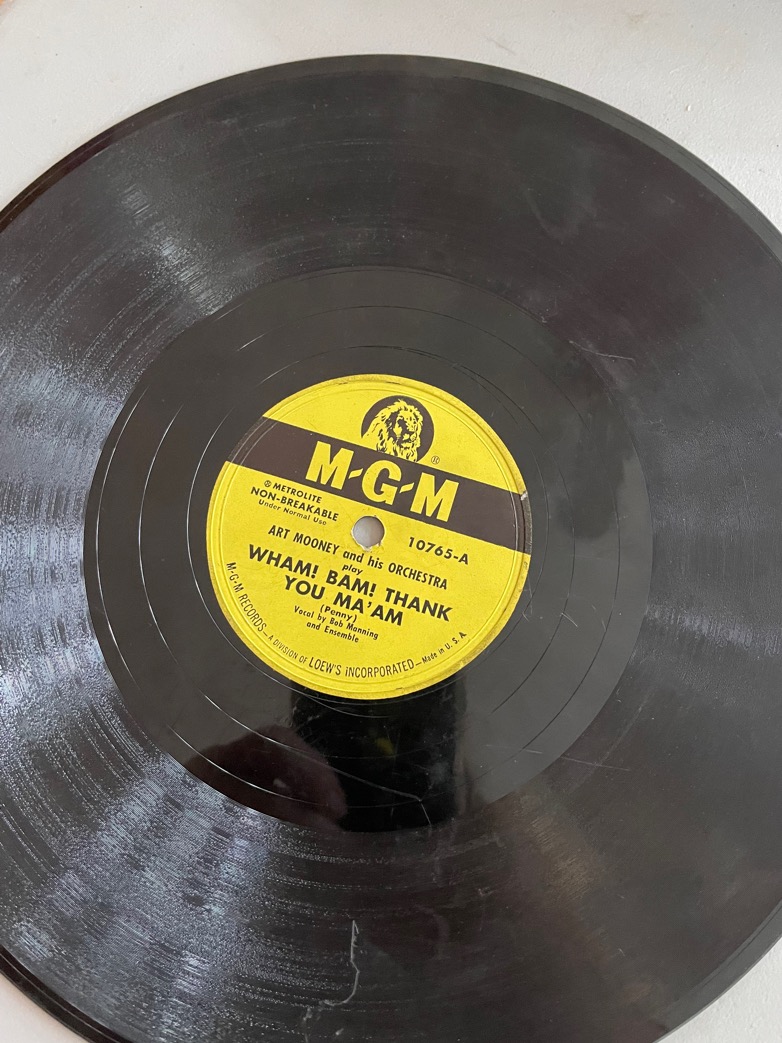 ®
M-G-M
Ⓜ METROLITE
NON-BREAKABLE
Under Normal Use
10765-A
ART MOONEY and his ORCHESTRA
play
WHAM! BAM! THANK
YOU MA'AM
(Penny)
Vocal by Bob Manning
and Ensemble
M-G-M RECORDS—A DIVISION OF LOEW'S INCORPORATED—Made in U. S. A